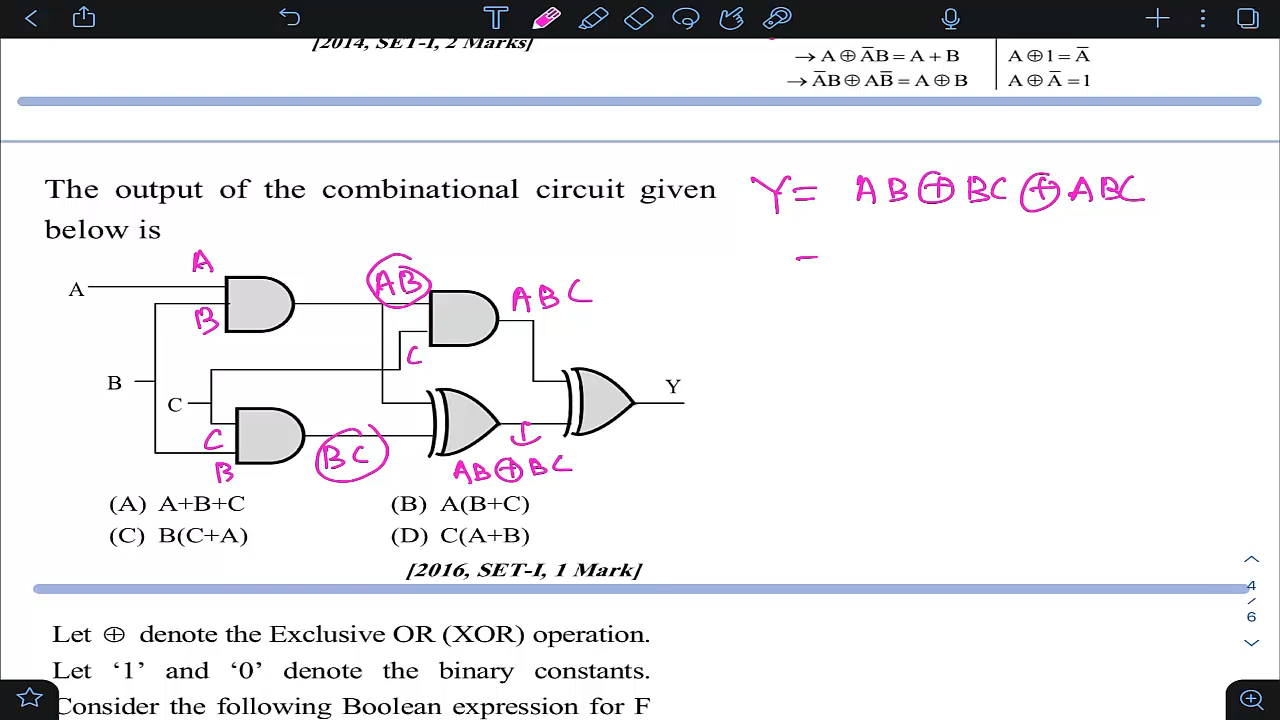 [2014, SET-I, 2 Marks]
→ A ⊕ A̅B = A + B
A ⊕ 1 = A̅
→ A̅B ⊕ AB̅ = A ⊕ B
A ⊕ A̅ = 1
The output of the combinational circuit given
below is
Y = AB ⊕ BC ⊕ ABC
=
A
A
B
AB
ABC
C
B
C
Y
C
B
BC
AB ⊕ BC
(A) A+B+C
(B) A(B+C)
(C) B(C+A)
(D) C(A+B)
[2016, SET-I, 1 Mark]
4
6
Let ⊕ denote the Exclusive OR (XOR) operation.
Let ‘1’ and ‘0’ denote the binary constants.
Consider the following Boolean expression for F